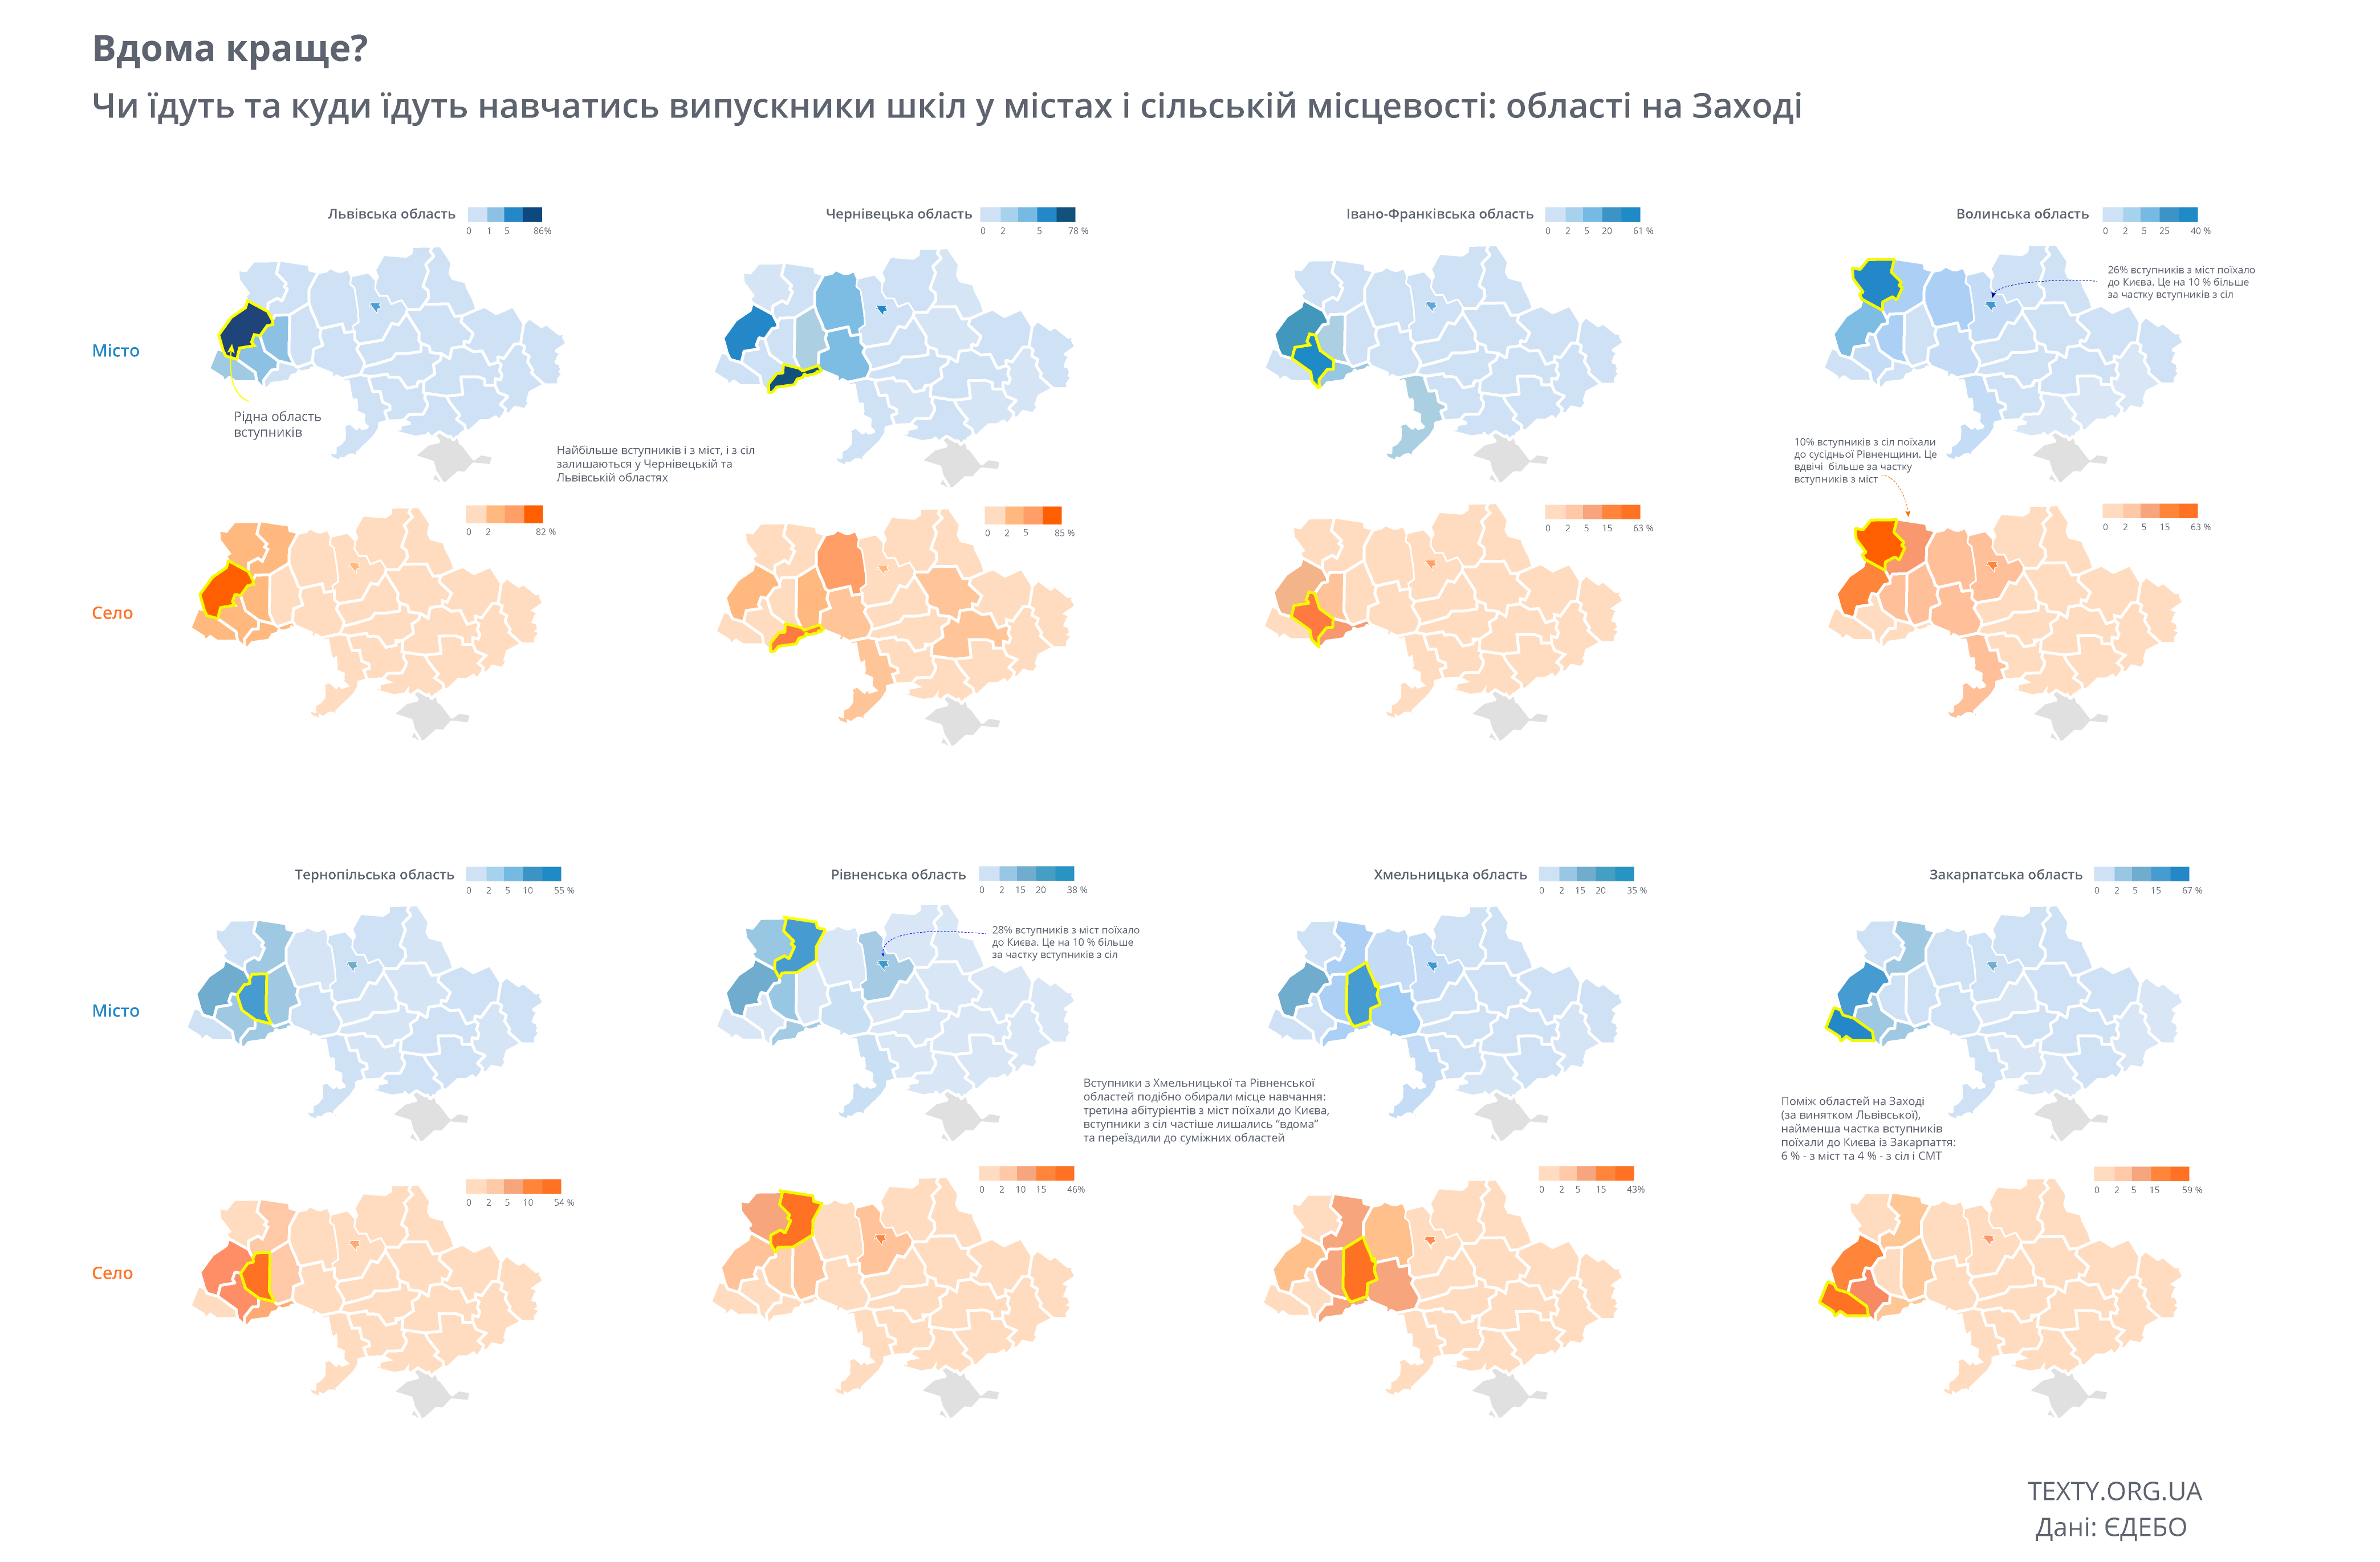 Вдома краще?
Чи їдуть та куди їдуть навчатись випускники шкіл у містах і сільській місцевості: області на Заході
Львівська область
0 1 5 86%
Чернівецька область
0 2 5 78 %
Івано-Франківська область
0 2 5 20 61 %
Волинська область
0 2 5 25 40 %
26% вступників з міст поїхало
до Києва. Це на 10 % більше
за частку вступників з сіл
Місто
Рідна область
вступників
Найбільше вступників і з міст, і з сіл
залишаються у Чернівецькій та
Львівській областях
10% вступників з сіл поїхали
до сусідньої Рівненщини. Це
вдвічі більше за частку
вступників з міст
0 2 82 %
0 2 5 85 %
0 2 5 15 63 %
0 2 5 15 63 %
Село
Тернопільська область
0 2 5 10 55 %
Рівненська область
0 2 15 20 38 %
Хмельницька область
0 2 15 20 35 %
Закарпатська область
0 2 5 15 67 %
28% вступників з міст поїхало
до Києва. Це на 10 % більше
за частку вступників з сіл
Місто
Вступники з Хмельницької та Рівненської
областей подібно обирали місце навчання:
третина абітурієнтів з міст поїхали до Києва,
вступники з сіл частіше лишались “вдома”
та переїздили до суміжних областей
Поміж областей на Заході
(за винятком Львівської),
найменша частка вступників
поїхали до Києва із Закарпаття:
6 % - з міст та 4 % - з сіл і СМТ
0 2 5 10 54 %
0 2 10 15 46%
0 2 5 15 43%
0 2 5 15 59 %
Село
TEXTY.ORG.UA
Дані: ЄДЕБО